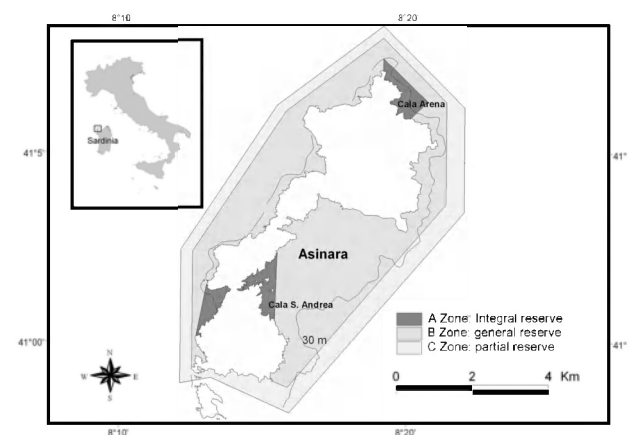 8°10
8°20
Sardinia
Cala Arena
41°5'
41°
Asinara
Cala S. Andrea
A Zone: Integral reserve
B Zone: general reserve
C Zone: partial reserve
30 m
41°00'
41°
N
W E
S
0 2 4 Km
8°10'
8°20'